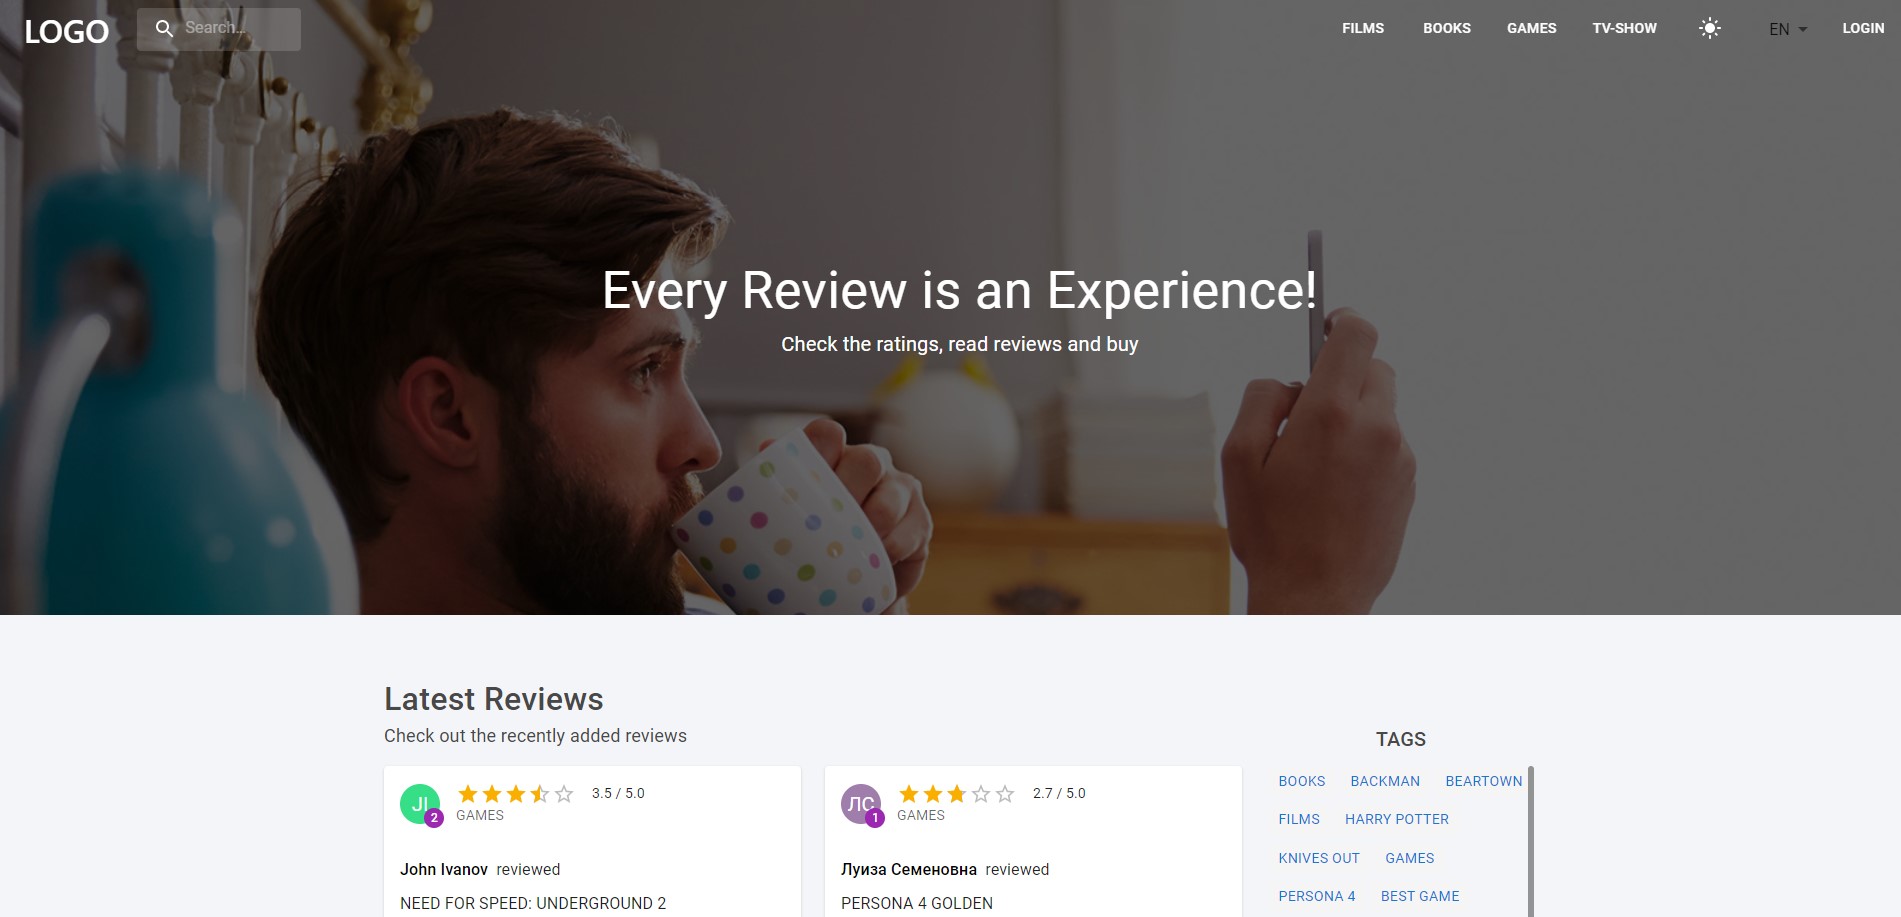 LOGO
Search...
FILMS
BOOKS
GAMES
TV-SHOW
EN
LOGIN
Every Review is an Experience!
Check the ratings, read reviews and buy
Latest Reviews
Check out the recently added reviews
JI
2
3.5 / 5.0
GAMES
John Ivanov reviewed
NEED FOR SPEED: UNDERGROUND 2
ЛС
1
2.7 / 5.0
GAMES
Луиза Семеновна reviewed
PERSONA 4 GOLDEN
TAGS
BOOKS BACKMAN BEARTOWN
FILMS HARRY POTTER
KNIVES OUT GAMES
PERSONA 4 BEST GAME